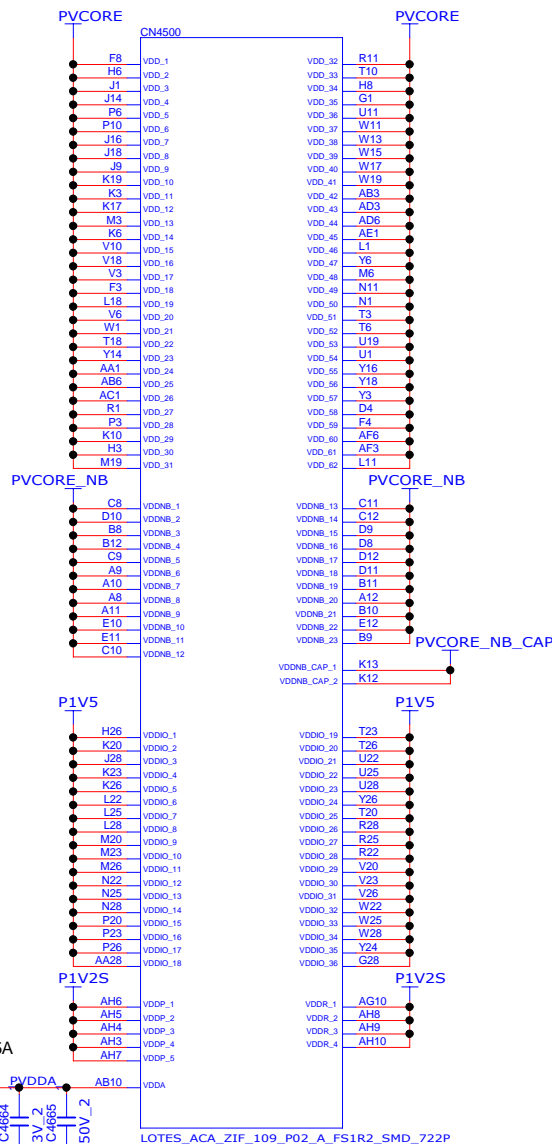 PVCORE PVCORE
CN4500
F8 VDD_1 VDD_32 R11
H6 VDD_2 VDD_33 T10
J1 VDD_3 VDD_34 H8
J14 VDD_4 VDD_35 G1
P6 VDD_5 VDD_36 U11
P10 VDD_6 VDD_37 W11
J16 VDD_7 VDD_38 W13
J18 VDD_8 VDD_39 W15
J9 VDD_9 VDD_40 W17
K19 VDD_10 VDD_41 W19
K3 VDD_11 VDD_42 AB3
K17 VDD_12 VDD_43 AD3
M3 VDD_13 VDD_44 AD6
K6 VDD_14 VDD_45 AE1
V10 VDD_15 VDD_46 L1
V18 VDD_16 VDD_47 Y6
V3 VDD_17 VDD_48 M6
F3 VDD_18 VDD_49 N11
L18 VDD_19 VDD_50 N1
V6 VDD_20 VDD_51 T3
W1 VDD_21 VDD_52 T6
T18 VDD_22 VDD_53 U19
Y14 VDD_23 VDD_54 U1
AA1 VDD_24 VDD_55 Y16
AB6 VDD_25 VDD_56 Y18
AC1 VDD_26 VDD_57 Y3
R1 VDD_27 VDD_58 D4
P3 VDD_28 VDD_59 F4
K10 VDD_29 VDD_60 AF6
H3 VDD_30 VDD_61 AF3
M19 VDD_31 VDD_62 L11
PVCORE_NB PVCORE_NB
C8 VDDNB_1 VDDNB_13 C11
D10 VDDNB_2 VDDNB_14 C12
B8 VDDNB_3 VDDNB_15 D9
B12 VDDNB_4 VDDNB_16 D8
C9 VDDNB_5 VDDNB_17 D12
A9 VDDNB_6 VDDNB_18 D11
A10 VDDNB_7 VDDNB_19 B11
A8 VDDNB_8 VDDNB_20 A12
A11 VDDNB_9 VDDNB_21 B10
E10 VDDNB_10 VDDNB_22 E12
E11 VDDNB_11 VDDNB_23 B9
C10 VDDNB_12
PVCORE_NB_CAP
VDDNB_CAP_1 K13
VDDNB_CAP_2 K12
P1V5 P1V5
H26 VDDIO_1 VDDIO_19 T23
K20 VDDIO_2 VDDIO_20 T26
J28 VDDIO_3 VDDIO_21 U22
K23 VDDIO_4 VDDIO_22 U25
K26 VDDIO_5 VDDIO_23 U28
L22 VDDIO_6 VDDIO_24 Y26
L25 VDDIO_7 VDDIO_25 T20
L28 VDDIO_8 VDDIO_26 R28
M20 VDDIO_9 VDDIO_27 R25
M23 VDDIO_10 VDDIO_28 R22
M26 VDDIO_11 VDDIO_29 V20
N22 VDDIO_12 VDDIO_30 V23
N25 VDDIO_13 VDDIO_31 V26
N28 VDDIO_14 VDDIO_32 W22
P20 VDDIO_15 VDDIO_33 W25
P23 VDDIO_16 VDDIO_34 W28
P26 VDDIO_17 VDDIO_35 Y24
AA28 VDDIO_18 VDDIO_36 G28
P1V2S P1V2S
AH6 VDDP_1 VDDR_1 AG10
AH5 VDDP_2 VDDR_2 AH8
AH4 VDDP_3 VDDR_3 AH9
AH3 VDDP_4 VDDR_4 AH10
AH7 VDDP_5
PVDDA AB10 VDDA
C4664 3V_2 C4665 50V_2
LOTES_ACA_ZIF_109_P02_A_FS1R2_SMD_722P